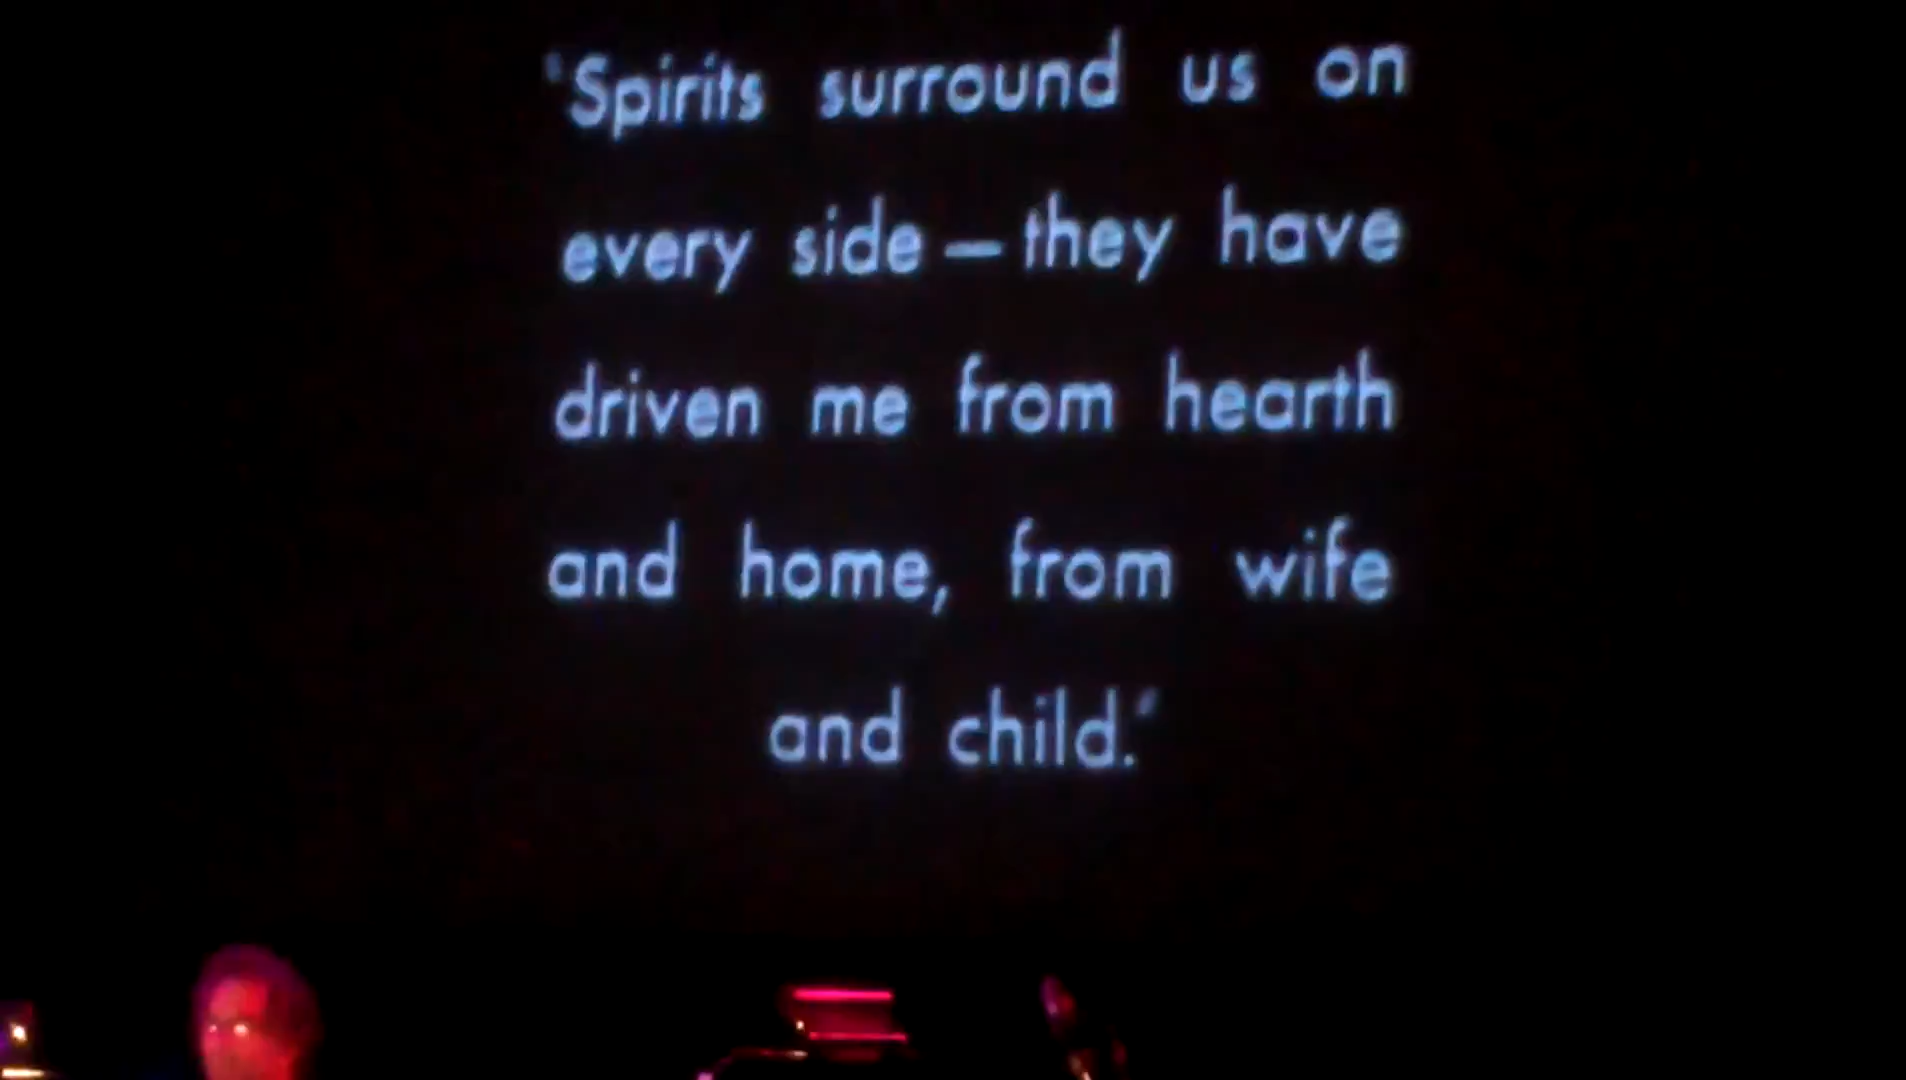 "Spirits surround us on
every side — they have
driven me from hearth
and home, from wife
and child."